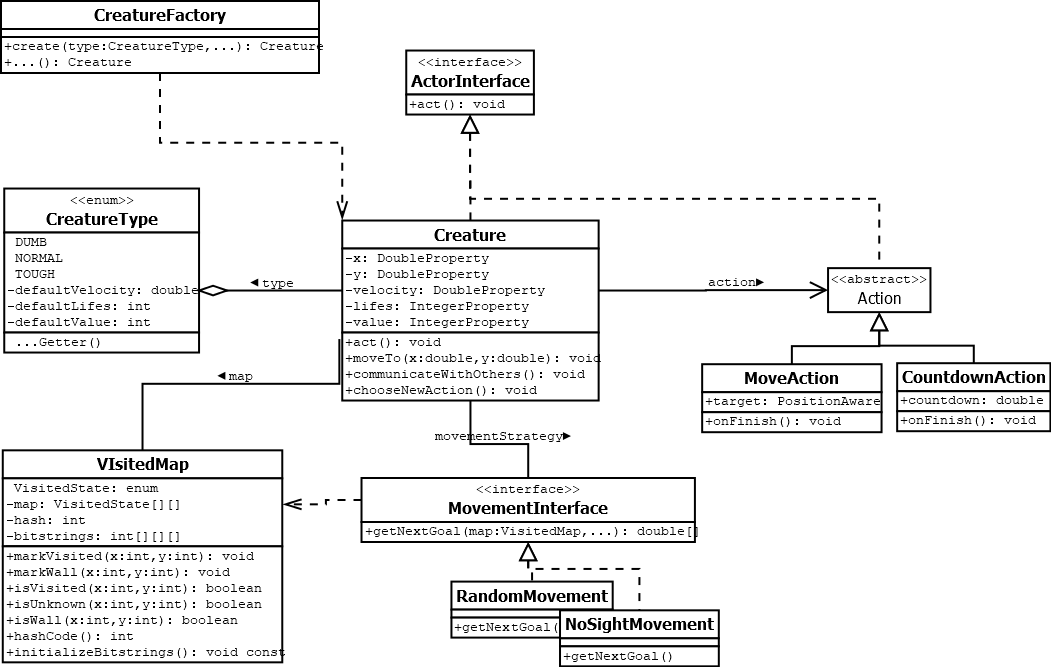 CreatureFactory
+create(type:CreatureType,...): Creature
+...(): Creature
<<interface>>
ActorInterface
+act(): void
<<enum>>
CreatureType
DUMB
NORMAL
TOUGH
-defaultVelocity: double
-defaultLifes: int
-defaultValue: int
...Getter()
◀ type
Creature
-x: DoubleProperty
-y: DoubleProperty
-velocity: DoubleProperty
-lifes: IntegerProperty
-value: IntegerProperty
+act(): void
+moveTo(x:double,y:double): void
+communicateWithOthers(): void
+chooseNewAction(): void
action▶
<<abstract>>
Action
MoveAction
+target: PositionAware
+onFinish(): void
CountdownAction
+countdown: double
+onFinish(): void
◀ map
movementStrategy▶
VIsitedMap
VisitedState: enum
-map: VisitedState[][]
-hash: int
-bitstrings: int[][][]
+markVisited(x:int,y:int): void
+markWall(x:int,y:int): void
+isVisited(x:int,y:int): boolean
+isUnknown(x:int,y:int): boolean
+isWall(x:int,y:int): boolean
+hashCode(): int
+initializeBitstrings(): void const
<<interface>>
MovementInterface
+getNextGoal(map:VisitedMap,...): double[]
RandomMovement
+getNextGoal(
NoSightMovement
+getNextGoal()